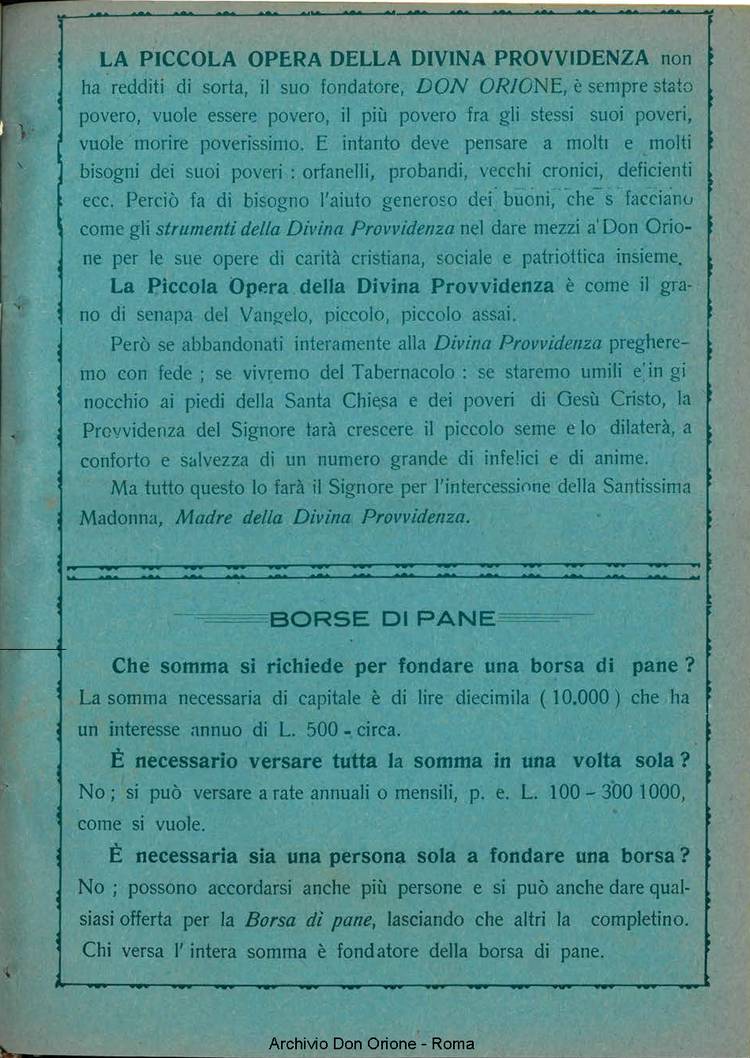 LA PICCOLA OPERA DELLA DIVINA PROVVIDENZA non
ha redditi di sorta, il suo fondatore, DON ORIONE, è sempre stato
povero, vuole essere povero, il più povero fra gli stessi suoi poveri,
vuole morire poverissimo. E intanto deve pensare a molti e molti
bisogni dei suoi poveri : orfanelli, probandi, vecchi cronici, deficienti
ecc. Perciò fa di bisogno l'aiuto generoso dei buoni, che s facciano
come gli strumenti della Divina Provvidenza nel dare mezzi a Don Orio-
ne per le sue opere di carità cristiana, sociale e patriottica insieme.
La Piccola Opera della Divina Provvidenza è come il gra-
no di senapa del Vangelo, piccolo, piccolo assai.
Però se abbandonati interamente alla Divina Provvidenza preghere-
mo con fede ; se vivremo del Tabernacolo : se staremo umili e in gi
nocchio ai piedi della Santa Chiesa e dei poveri di Gesù Cristo, la
Provvidenza del Signore tarà crescere il piccolo seme e lo dilaterà, a
conforto e salvezza di un numero grande di infelici e di anime.
Ma tutto questo lo farà il Signore per l'intercessione della Santissima
Madonna, Madre della Divina Provvidenza.
BORSE DI PANE
Che somma si richiede per fondare una borsa di pane ?
La somma necessaria di capitale è di lire diecimila ( 10.000 ) che ha
un interesse annuo di L. 500 - circa.
È necessario versare tutta la somma in una volta sola ?
No ; si può versare a rate annuali o mensili, p. e. L. 100 - 300 1000,
come si vuole.
È necessaria sia una persona sola a fondare una borsa ?
No ; possono accordarsi anche più persone e si può anche dare qual-
siasi offerta per la Borsa di pane, lasciando che altri la completino.
Chi versa l' intera somma è fondatore della borsa di pane.
Archivio Don Orione - Roma